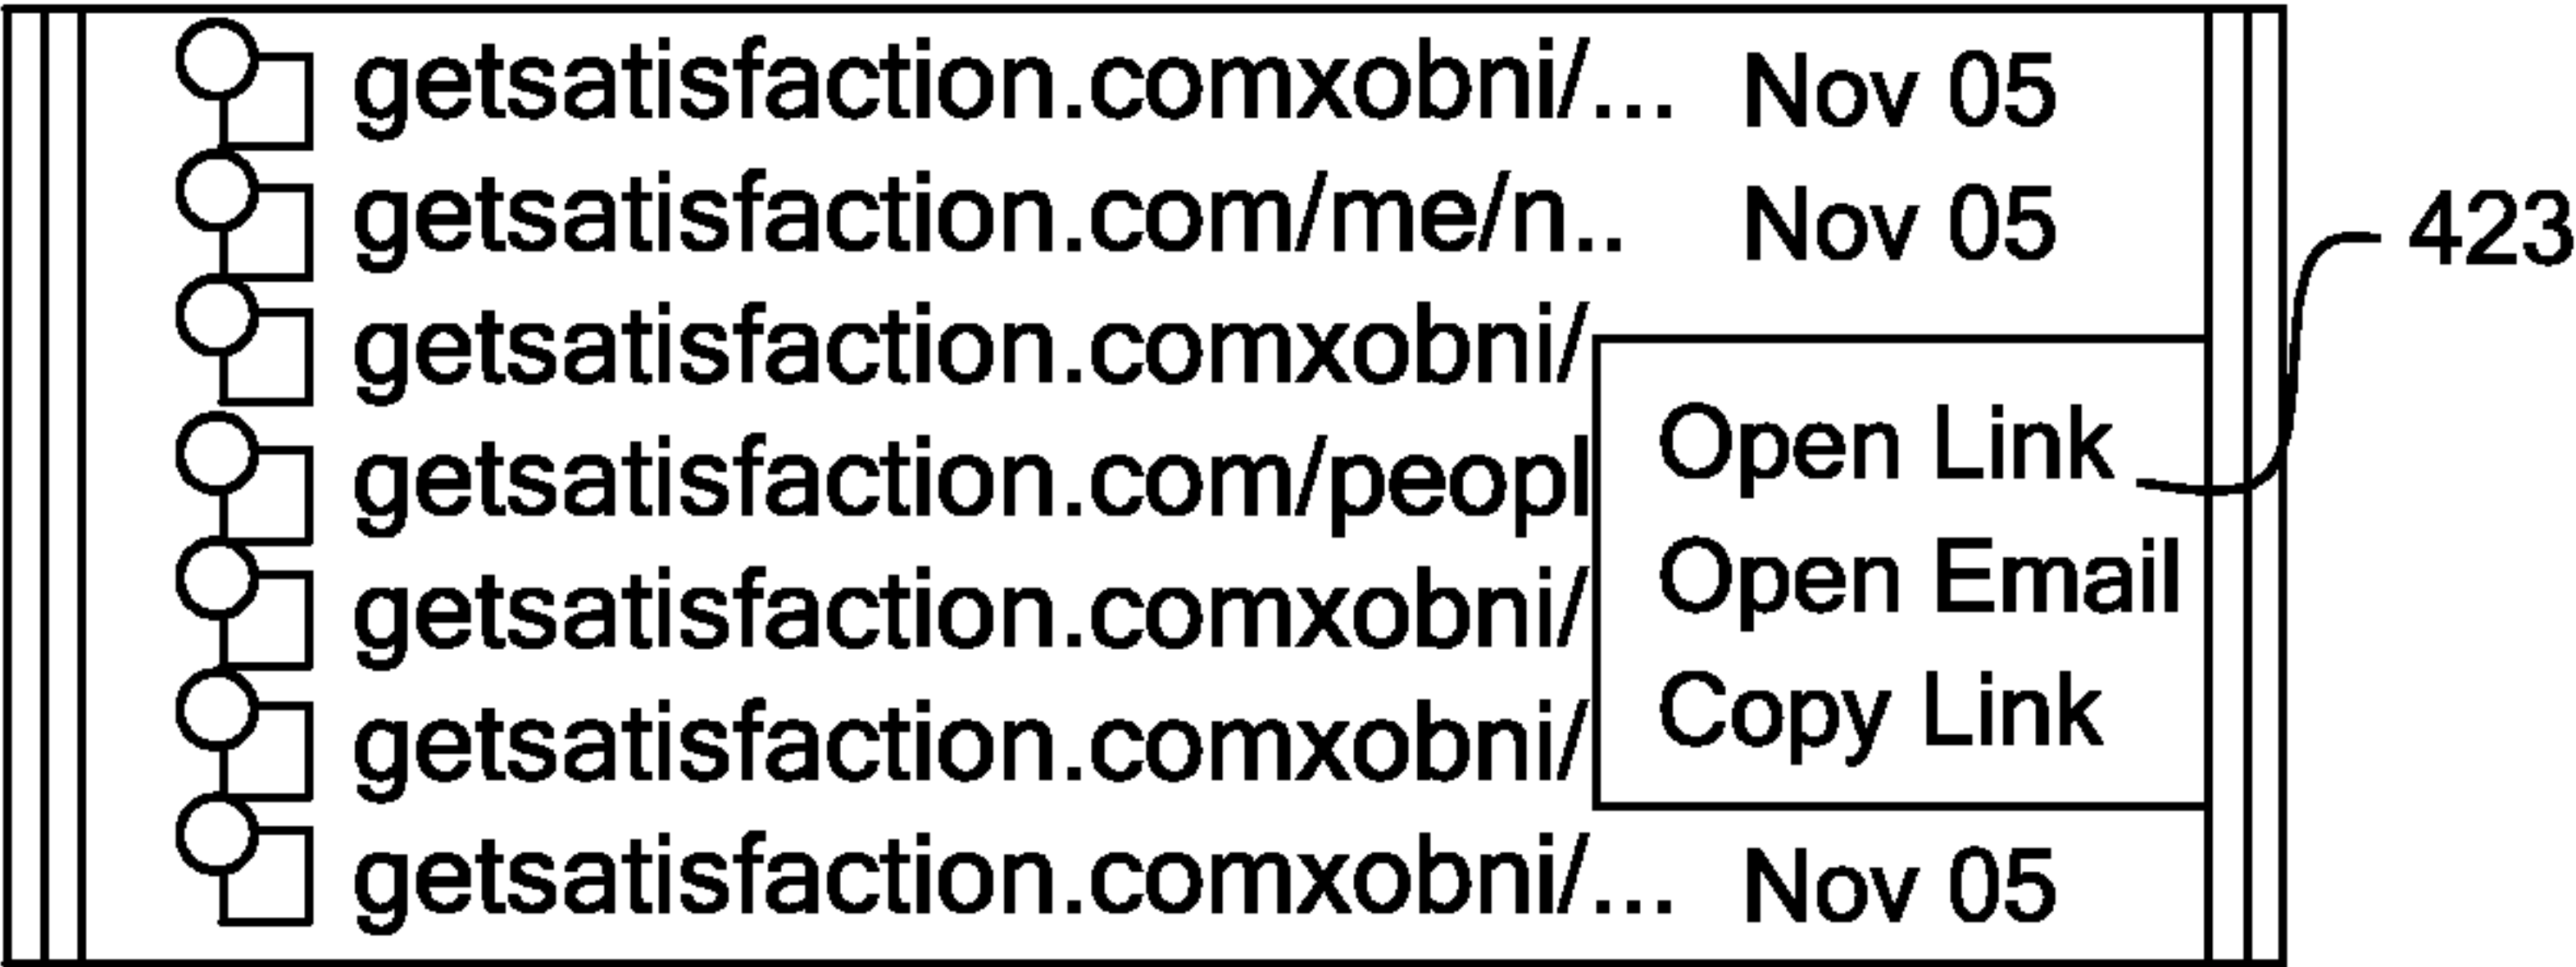 getsatisfaction.comxobni/... Nov 05
getsatisfaction.com/me/n.. Nov 05
423
getsatisfaction.comxobni/
getsatisfaction.com/peopl
getsatisfaction.comxobni/
getsatisfaction.comxobni/
getsatisfaction.comxobni/... Nov 05
Open Link
Open Email
Copy Link